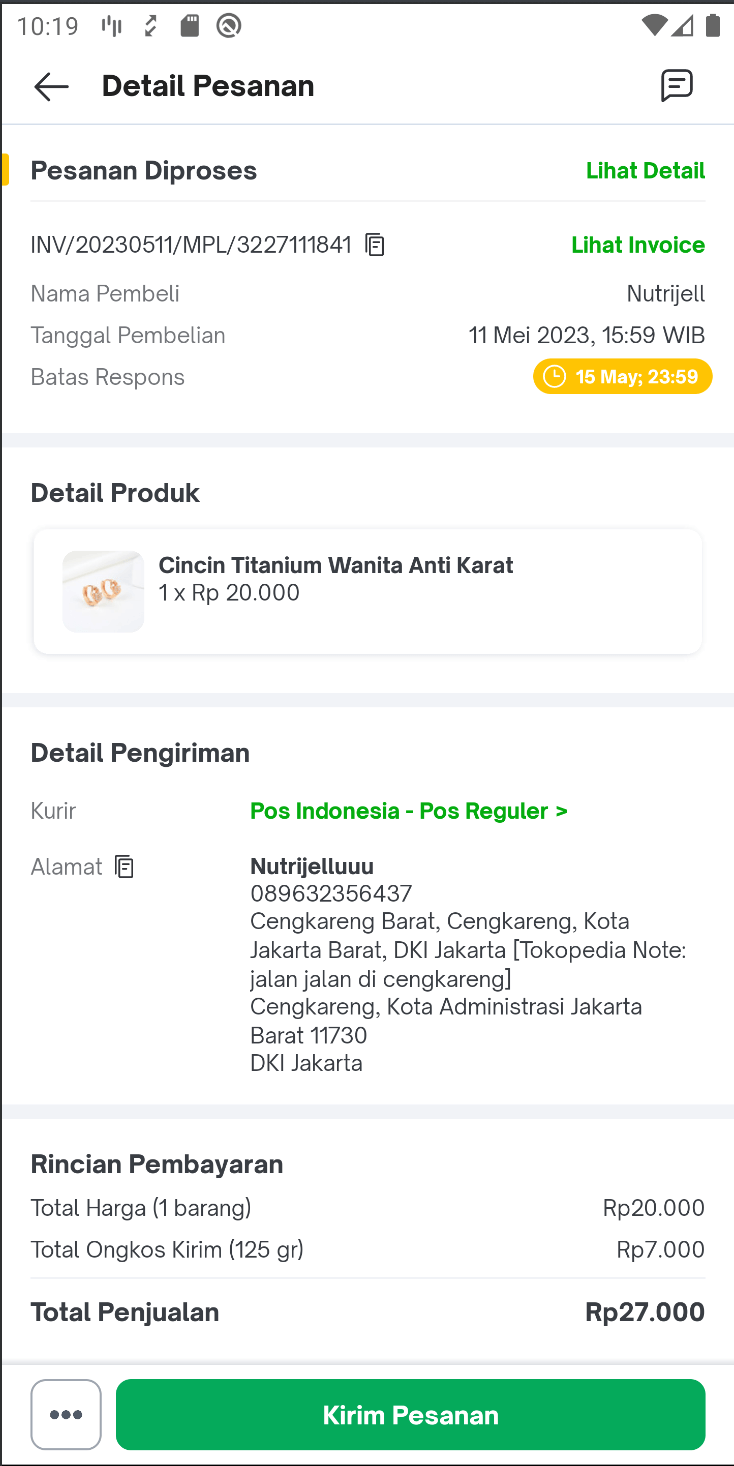 10:19
Detail Pesanan
Pesanan Diproses
Lihat Detail
INV/20230511/MPL/3227111841
Lihat Invoice
Nama Pembeli
Nutrijell
Tanggal Pembelian
11 Mei 2023, 15:59 WIB
Batas Respons
15 May; 23:59
Detail Produk
Cincin Titanium Wanita Anti Karat
1 x Rp 20.000
Detail Pengiriman
Kurir
Pos Indonesia - Pos Reguler >
Alamat
Nutrijelluuu
089632356437
Cengkareng Barat, Cengkareng, Kota
Jakarta Barat, DKI Jakarta [Tokopedia Note:
jalan jalan di cengkareng]
Cengkareng, Kota Administrasi Jakarta
Barat 11730
DKI Jakarta
Rincian Pembayaran
Total Harga (1 barang)
Rp20.000
Total Ongkos Kirim (125 gr)
Rp7.000
Total Penjualan
Rp27.000
Kirim Pesanan